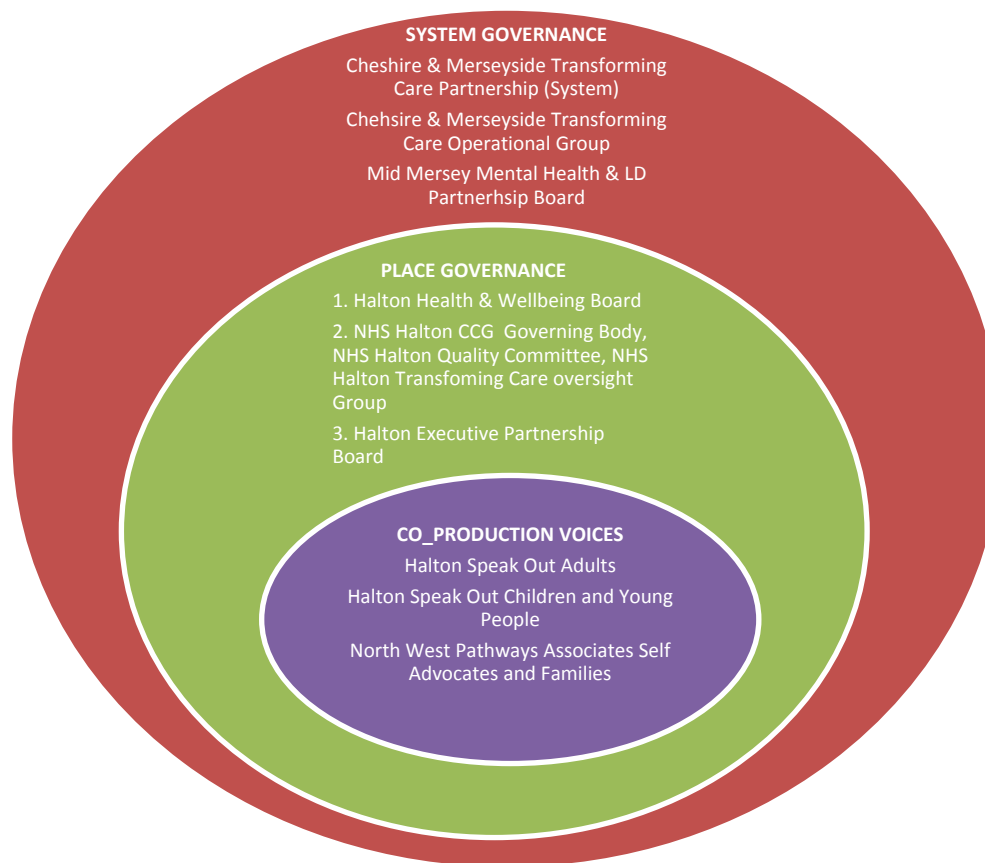 SYSTEM GOVERNANCE
Cheshire & Merseyside Transforming
Care Partnership (System)
Chehsire & Merseyside Transforming
Care Operational Group
Mid Mersey Mental Health & LD
Partnerhsip Board
PLACE GOVERNANCE
1. Halton Health & Wellbeing Board
2. NHS Halton CCG  Governing Body,
NHS Halton Quality Committee, NHS
Halton Transfoming Care oversight
Group
3. Halton Executive Partnership
Board
CO_PRODUCTION VOICES
Halton Speak Out Adults
Halton Speak Out Children and Young
People
North West Pathways Associates Self
Advocates and Families